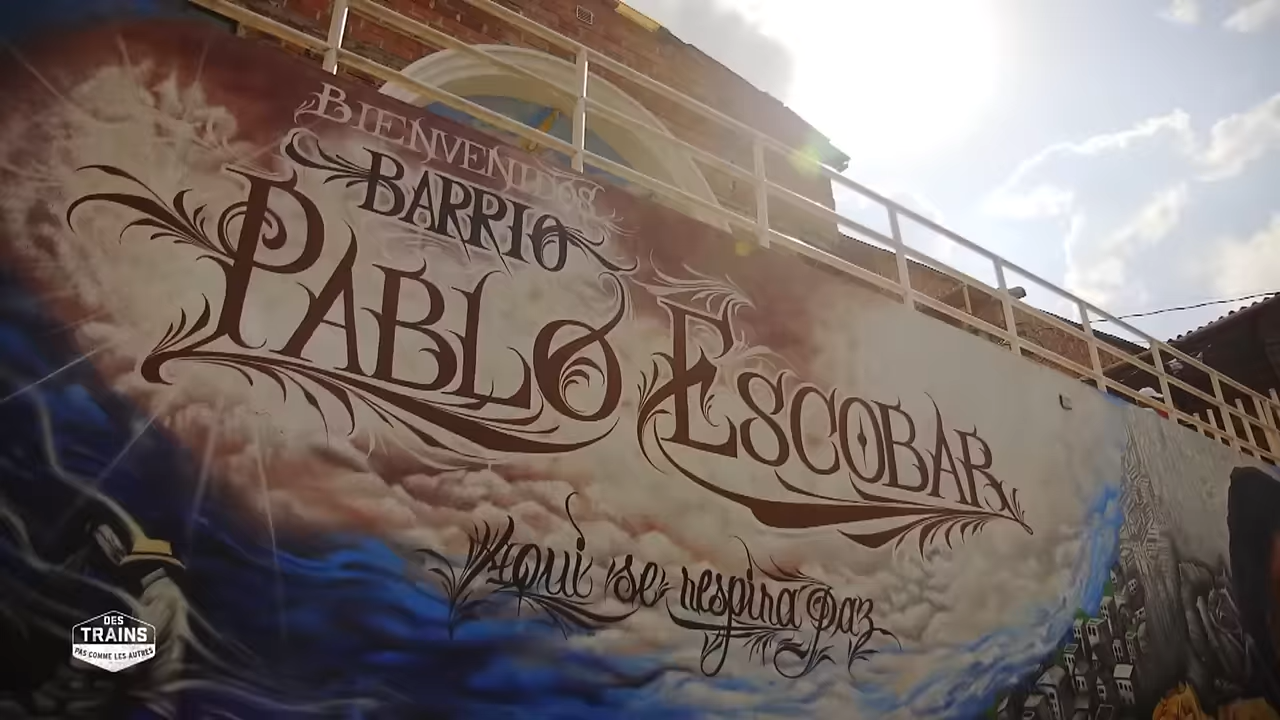 BIENVENIDOS
BARRIO
PABLO ESCOBAR
Aqui se respira paz
DES
TRAINS
PAS COMME LES AUTRES